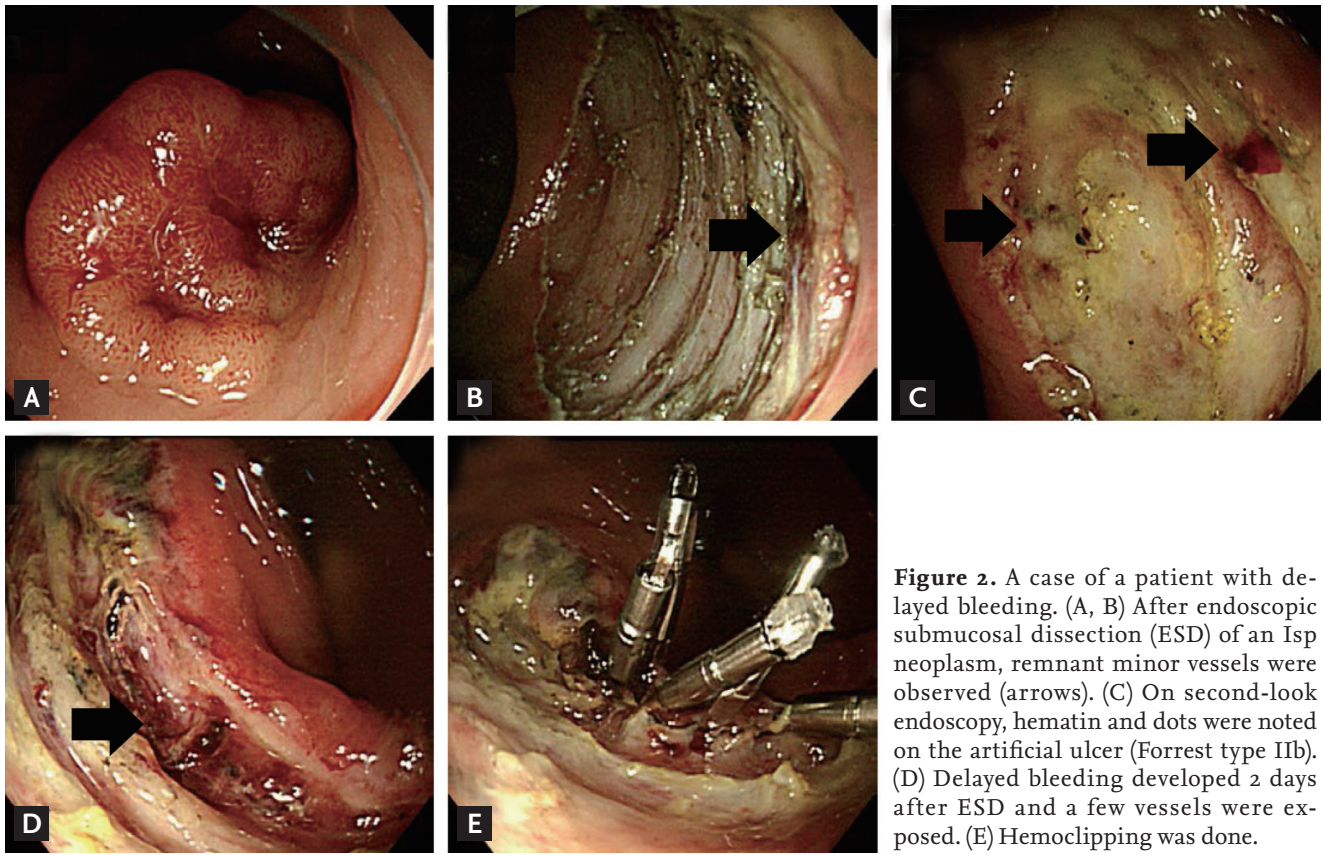 A
B
C
D
E
Figure 2. A case of a patient with de-
layed bleeding. (A, B) After endoscopic
submucosal dissection (ESD) of an Isp
neoplasm, remnant minor vessels were
observed (arrows). (C) On second-look
endoscopy, hematin and dots were noted
on the artificial ulcer (Forrest type IIb).
(D) Delayed bleeding developed 2 days
after ESD and a few vessels were ex-
posed. (E) Hemoclipping was done.